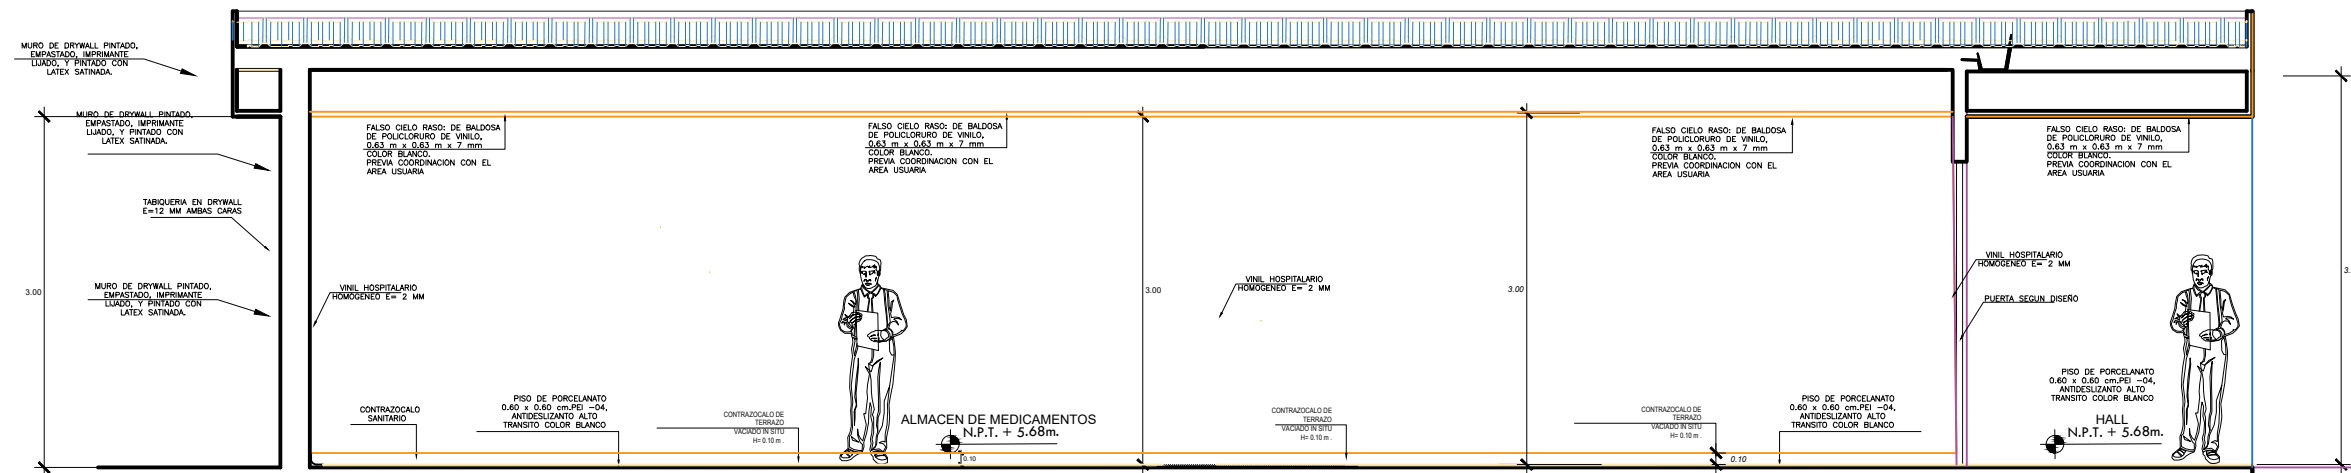 MURO DE DRYWALL PINTADO,
EMPASTADO, IMPRIMANTE
LIJADO, Y PINTADO CON
LATEX SATINADA.
MURO DE DRYWALL PINTADO,
EMPASTADO, IMPRIMANTE
LIJADO, Y PINTADO CON
LATEX SATINADA.
TABIQUERIA EN DRYWALL
E=12 MM AMBAS CARAS
MURO DE DRYWALL PINTADO,
EMPASTADO, IMPRIMANTE
LIJADO, Y PINTADO CON
LATEX SATINADA.
3.00
FALSO CIELO RASO: DE BALDOSA
DE POLICLORURO DE VINILO,
0.63 m x 0.63 m x 7 mm
COLOR BLANCO.
PREVIA COORDINACION CON EL
AREA USUARIA
FALSO CIELO RASO: DE BALDOSA
DE POLICLORURO DE VINILO,
0.63 m x 0.63 m x 7 mm
COLOR BLANCO.
PREVIA COORDINACION CON EL
AREA USUARIA
FALSO CIELO RASO: DE BALDOSA
DE POLICLORURO DE VINILO,
0.63 m x 0.63 m x 7 mm
COLOR BLANCO.
PREVIA COORDINACION CON EL
AREA USUARIA
FALSO CIELO RASO: DE BALDOSA
DE POLICLORURO DE VINILO,
0.63 m x 0.63 m x 7 mm
COLOR BLANCO.
PREVIA COORDINACION CON EL
AREA USUARIA
VINIL HOSPITALARIO
HOMOGENEO E= 2 MM
3.00
VINIL HOSPITALARIO
HOMOGENEO E= 2 MM
3.00
VINIL HOSPITALARIO
HOMOGENEO E= 2 MM
PUERTA SEGUN DISEÑO
3.
CONTRAZOCALO
SANITARIO
PISO DE PORCELANATO
0.60 x 0.60 cm.PEI -04,
ANTIDESLIZANTO ALTO
TRANSITO COLOR BLANCO
CONTRAZOCALO DE
TERRAZO
VACIADO IN SITU
H= 0.10 m .
ALMACEN DE MEDICAMENTOS
N.P.T. + 5.68m.
0.10
CONTRAZOCALO DE
TERRAZO
VACIADO IN SITU
H= 0.10 m .
CONTRAZOCALO DE
TERRAZO
VACIADO IN SITU
H= 0.10 m .
0.10
PISO DE PORCELANATO
0.60 x 0.60 cm.PEI -04,
ANTIDESLIZANTO ALTO
TRANSITO COLOR BLANCO
PISO DE PORCELANATO
0.60 x 0.60 cm.PEI -04,
ANTIDESLIZANTO ALTO
TRANSITO COLOR BLANCO
HALL
N.P.T. + 5.68m.